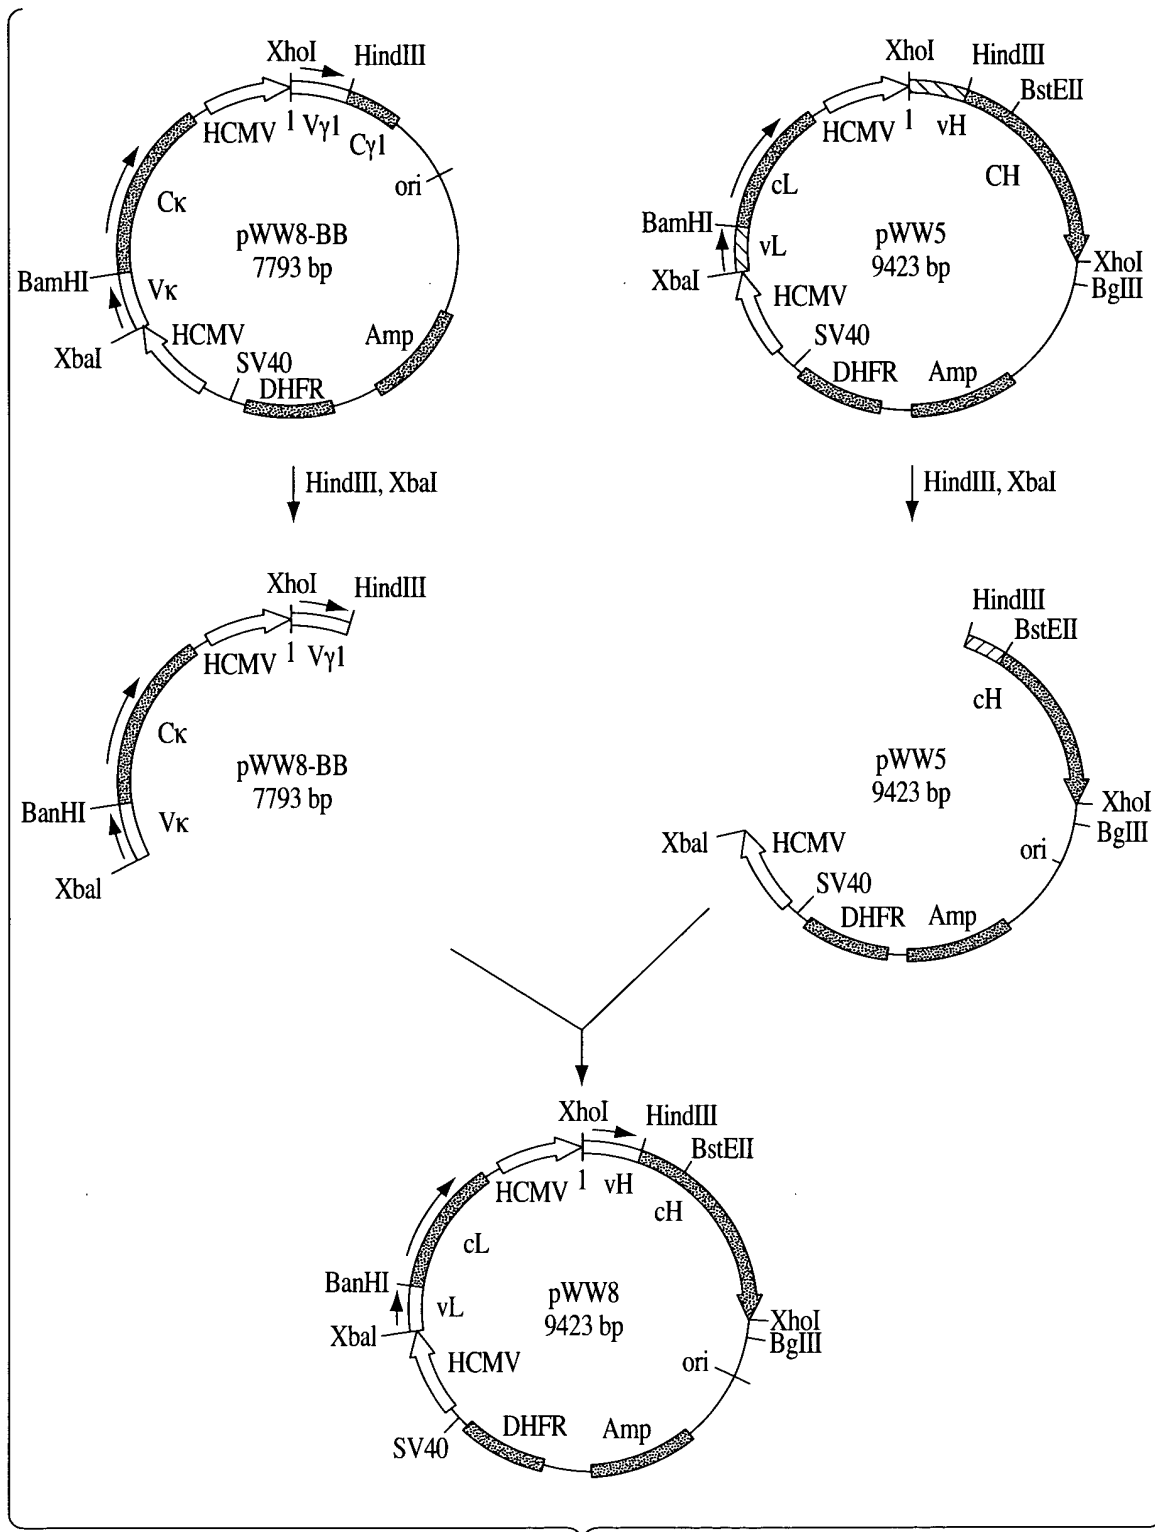 XhoI
HindIII
HCMV
1
Vγ1
Cγ1
ori
Cκ
pWW8-BB
7793 bp
BamHI
Vκ
HCMV
XbaI
SV40
DHFR
Amp
XhoI
HindIII
BstEII
HCMV
1
vH
CH
cL
BamHI
vL
pWW5
9423 bp
XbaI
HCMV
XhoI
BgIII
SV40
DHFR
Amp
HindIII, XbaI
HindIII, XbaI
XhoI
HindIII
HCMV
1
Vγ1
Cκ
pWW8-BB
7793 bp
BanHI
Vκ
Xbal
HindIII
BstEII
cH
pWW5
9423 bp
XhoI
BgIII
Xbal
HCMV
ori
SV40
DHFR
Amp
XhoI
HindIII
BstEII
HCMV
1
vH
cH
cL
BanHI
vL
pWW8
9423 bp
Xbal
XhoI
BgIII
HCMV
ori
SV40
DHFR
Amp